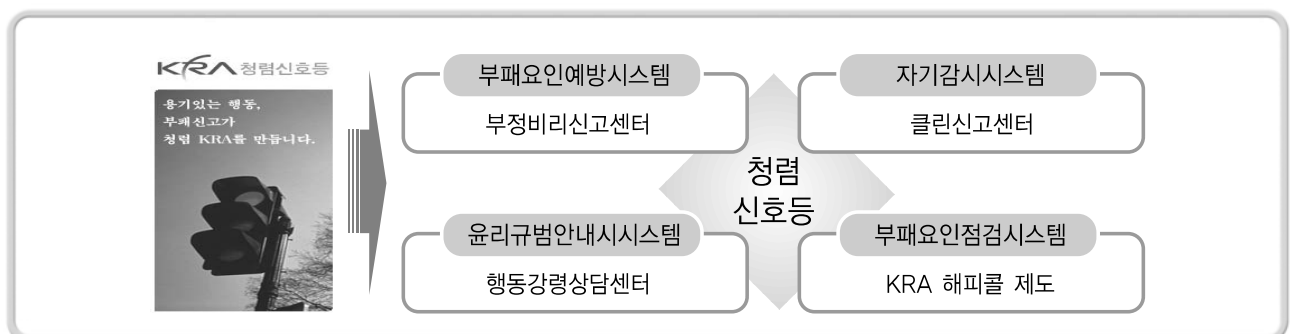 KRA 청렴신호등
용기있는 행동,
부패신고가
청렴 KRA를 만듭니다.
부패요인예방시스템
부정비리신고센터
자기감시시스템
클린신고센터
청렴
신호등
윤리규범안내시시스템
행동강령상담센터
부패요인점검시스템
KRA 해피콜 제도